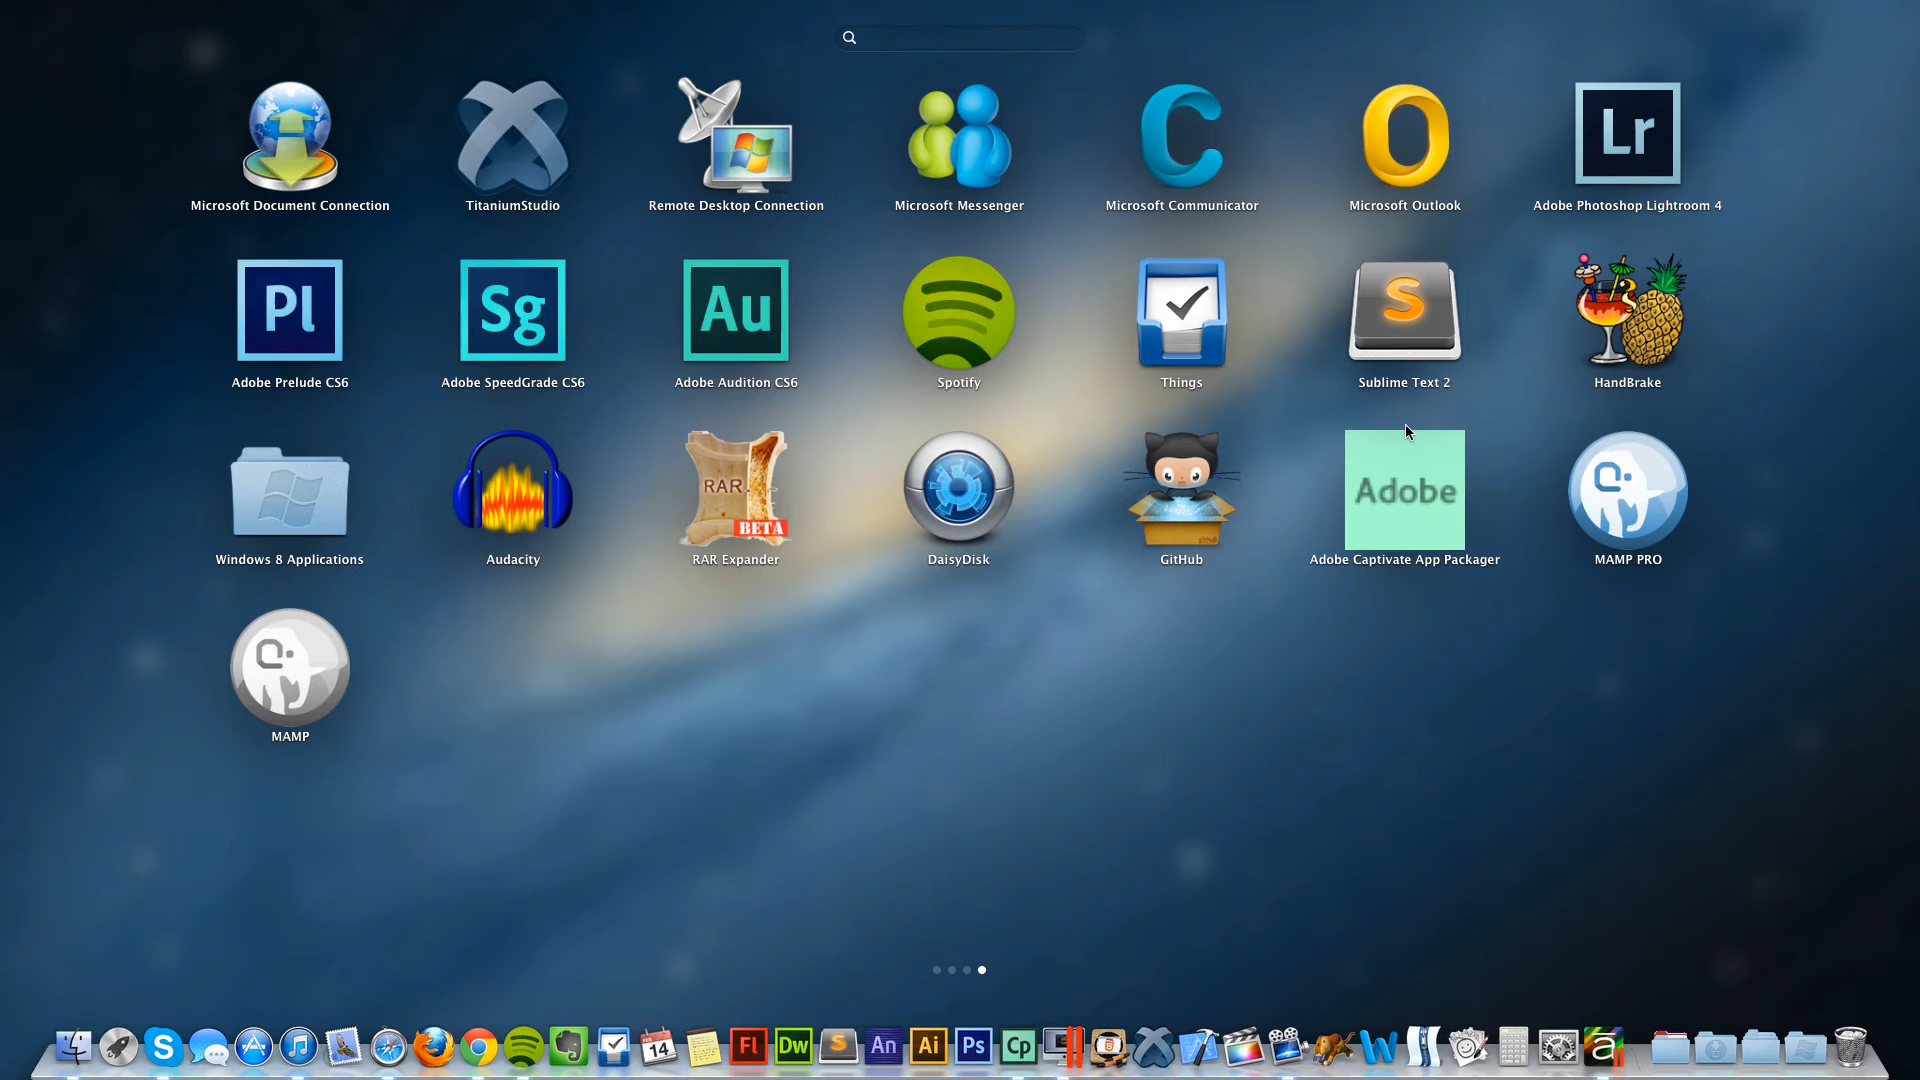 Lr
Microsoft Document Connection
TitaniumStudio
Remote Desktop Connection
Microsoft Messenger
Microsoft Communicator
Microsoft Outlook
Adobe Photoshop Lightroom 4
Pl
Sg
Au
S
Adobe Prelude CS6
Adobe SpeedGrade CS6
Adobe Audition CS6
Spotify
Things
Sublime Text 2
HandBrake
RAR
BETA
Adobe
Windows 8 Applications
Audacity
RAR Expander
DaisyDisk
GitHub
Adobe Captivate App Packager
MAMP PRO
MAMP
S
14
Fl
Dw
S
An
Ai
Ps
Cp
W
a